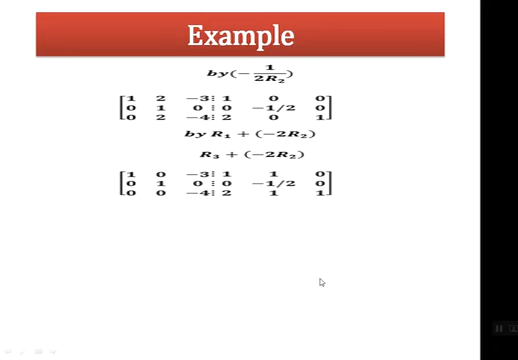 Example
by(− 1/2R₂)
[1 2 −3⋮1 0 0]
[0 1 0⋮0 −1/2 0]
[0 2 −4⋮2 0 1]
by R₁ + (−2R₂)
R₃ + (−2R₂)
[1 0 −3⋮1 1 0]
[0 1 0⋮0 −1/2 0]
[0 0 −4⋮2 1 1]